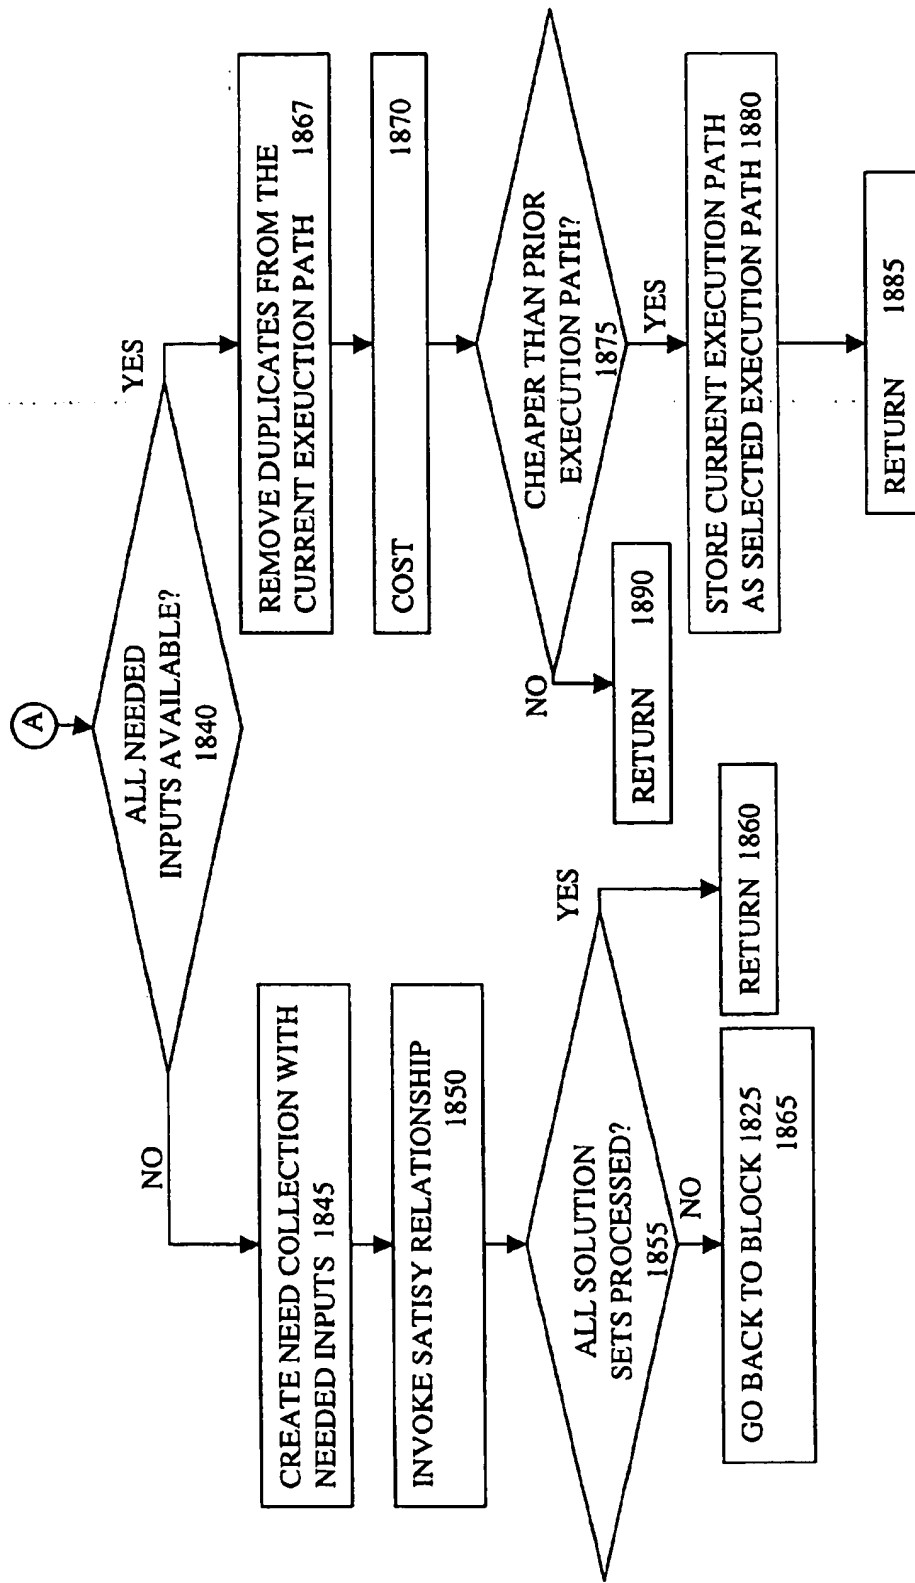 A
ALL NEEDED
INPUTS AVAILABLE?
1840
NO
YES
CREATE NEED COLLECTION WITH
NEEDED INPUTS 1845
INVOKE SATISY RELATIONSHIP
1850
ALL SOLUTION
SETS PROCESSED?
1855
YES
NO
RETURN 1860
GO BACK TO BLOCK 1825
1865
REMOVE DUPLICATES FROM THE
CURRENT EXEUCTION PATH 1867
COST 1870
CHEAPER THAN PRIOR
EXECUTION PATH?
1875
NO
YES
RETURN 1890
STORE CURRENT EXECUTION PATH
AS SELECTED EXECUTION PATH 1880
RETURN 1885